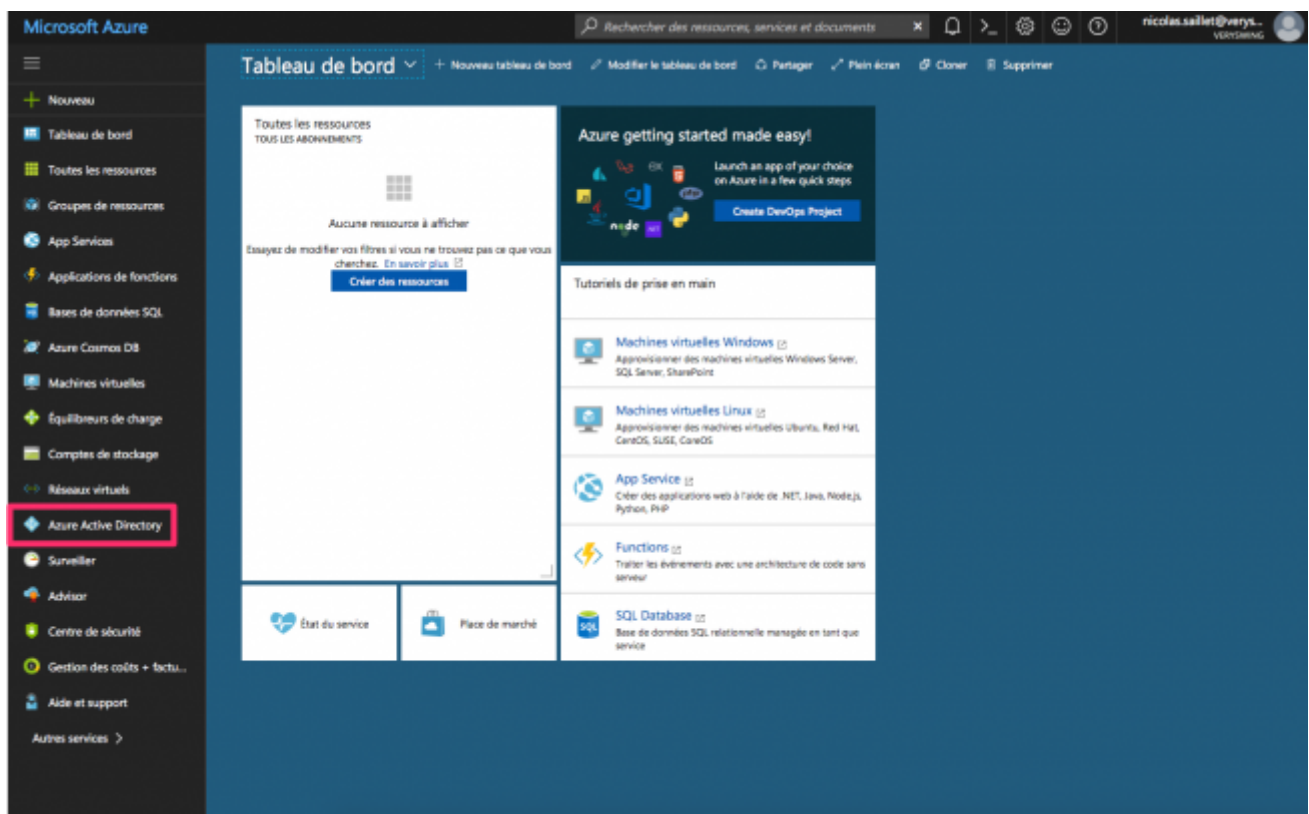 Microsoft Azure
Rechercher des ressources, services et documents
nicolas.saillet@verys...
VERYSWING
Tableau de bord
+ Nouveau tableau de bord
Modifier le tableau de bord
Partager
Plein écran
Cloner
Supprimer
Nouveau
Tableau de bord
Toutes les ressources
Groupes de ressources
App Services
Applications de fonctions
Bases de données SQL
Azure Cosmos DB
Machines virtuelles
Équilibreurs de charge
Comptes de stockage
Réseaux virtuels
Azure Active Directory
Surveiller
Advisor
Centre de sécurité
Gestion des coûts + factu...
Aide et support
Autres services >
Toutes les ressources
TOUS LES ABONNEMENTS
Aucune ressource à afficher
Essayez de modifier vos filtres si vous ne trouvez pas ce que vous
cherchez. En savoir plus
Créer des ressources
État du service
Place de marché
Azure getting started made easy!
Launch an app of your choice
on Azure in a few quick steps
Create DevOps Project
ex
php
JS
node
.NET
Tutoriels de prise en main
Machines virtuelles Windows
Approvisionner des machines virtuelles Windows Server,
SQL Server, SharePoint
Machines virtuelles Linux
Approvisionner des machines virtuelles Ubuntu, Red Hat,
CentOS, SUSE, CoreOS
App Service
Créer des applications web à l'aide de .NET, Java, Node.js,
Python, PHP
Functions
Traiter les événements avec une architecture de code sans
serveur
SQL
SQL Database
Base de données SQL relationnelle managée en tant que
service